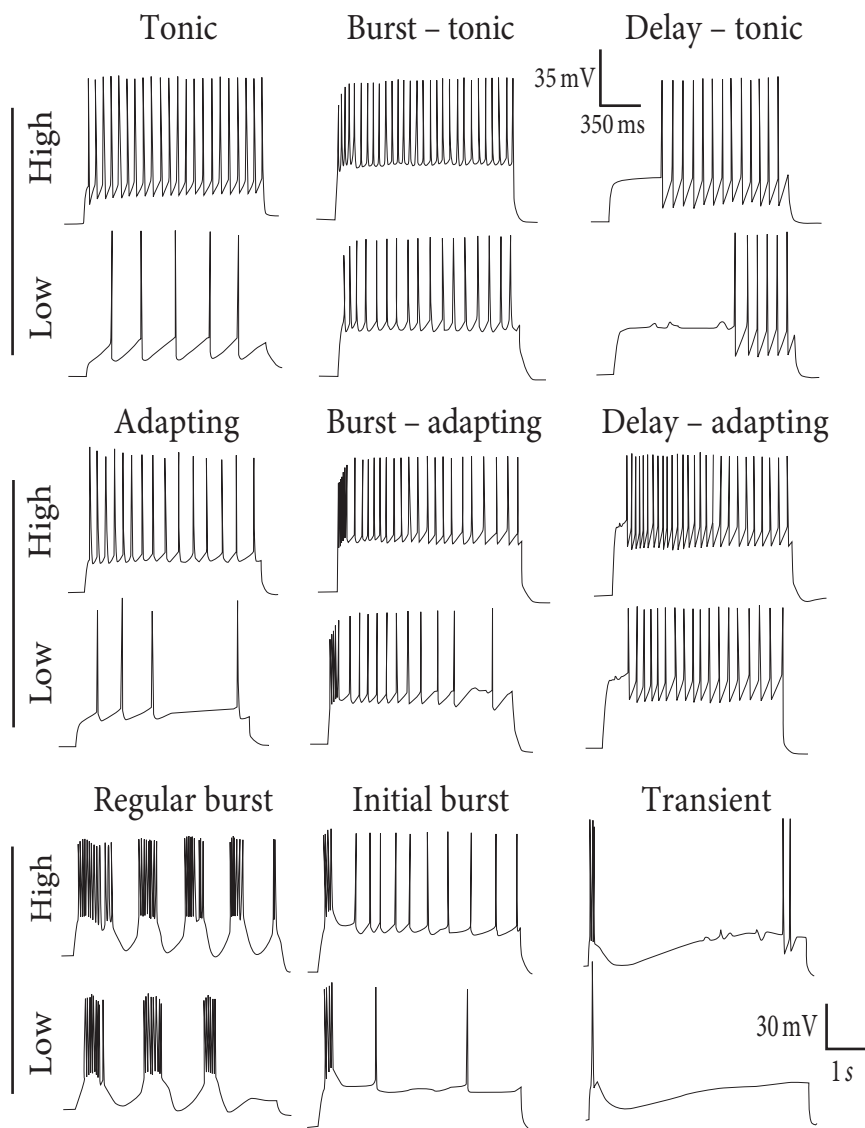 Tonic
Burst – tonic
Delay – tonic
35 mV
350 ms
High
Low
Adapting
Burst – adapting
Delay – adapting
High
Low
Regular burst
Initial burst
Transient
High
Low
30 mV
1 s